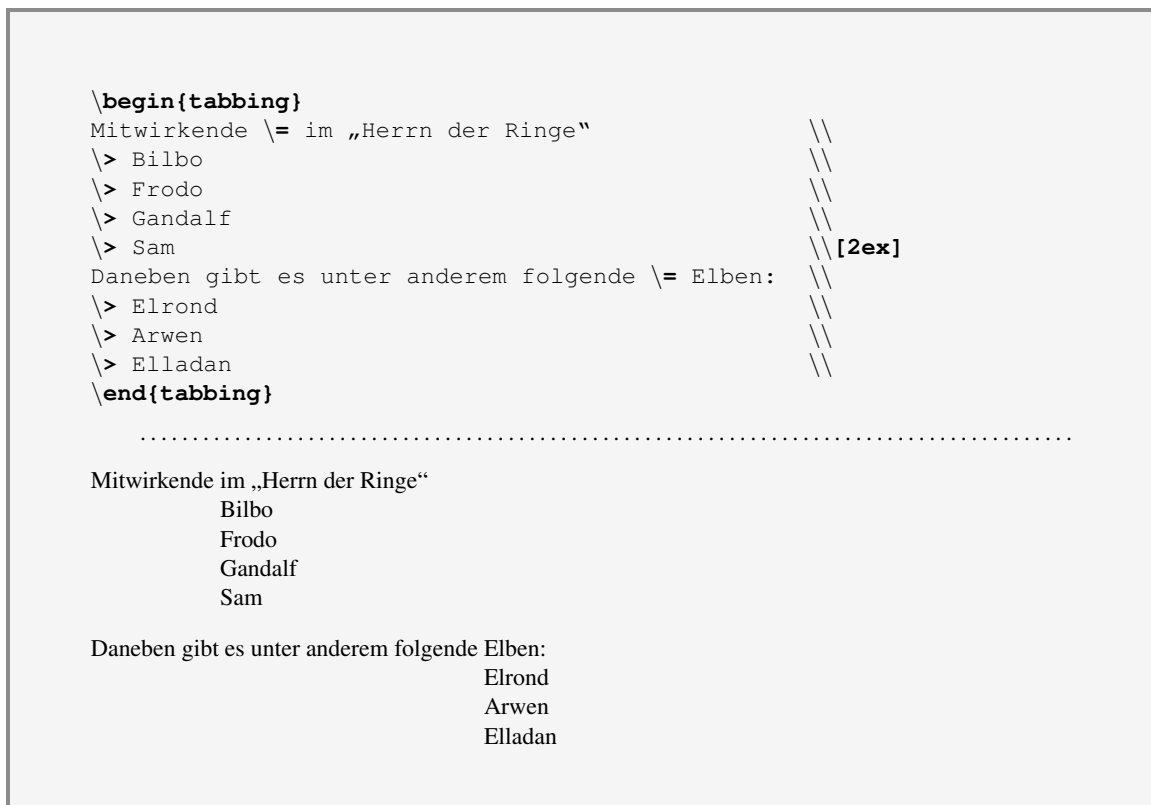 \begin{tabbing}
Mitwirkende \= im „Herrn der Ringe“ \\
\> Bilbo \\
\> Frodo \\
\> Gandalf \\
\> Sam \\[2ex]
Daneben gibt es unter anderem folgende \= Elben: \\
\> Elrond \\
\> Arwen \\
\> Elladan \\
\end{tabbing}
Mitwirkende im „Herrn der Ringe“
Bilbo
Frodo
Gandalf
Sam
Daneben gibt es unter anderem folgende Elben:
Elrond
Arwen
Elladan